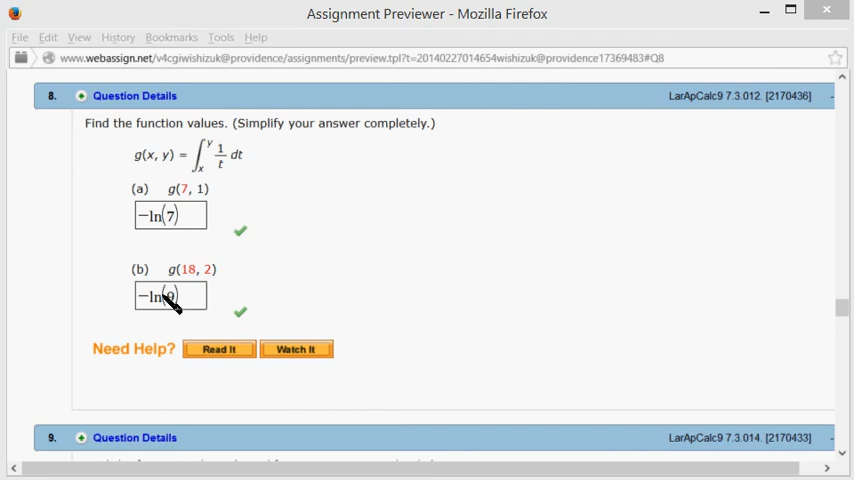 Assignment Previewer - Mozilla Firefox
File Edit View History Bookmarks Tools Help
www.webassign.net/v4cgiwishizuk@providence/assignments/preview.tpl?t=20140227014654wishizuk@providence17369483#Q8
8. Question Details LarApCalc9 7.3.012. [2170436] -
Find the function values. (Simplify your answer completely.)
g(x, y) = ∫_x^y 1/t dt
(a) g(7, 1)
−ln(7)
(b) g(18, 2)
−ln(9)
Need Help? Read It Watch It
9. Question Details LarApCalc9 7.3.014. [2170433] -